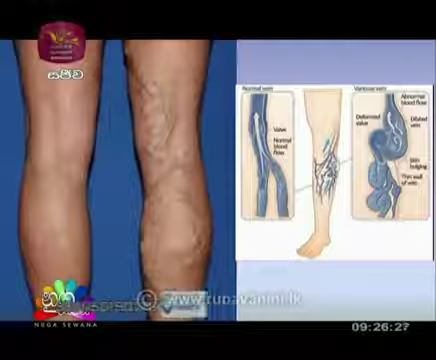 සජීව
Normal vein
Varicose vein
Abnormal
blood flow
Deformed
valve
Dilated
vein
Valve
Normal
blood
flow
Skin
bulging
Thin wall
of vein
© www.rupavahini.lk
NUGA SEWANA
09:26:27